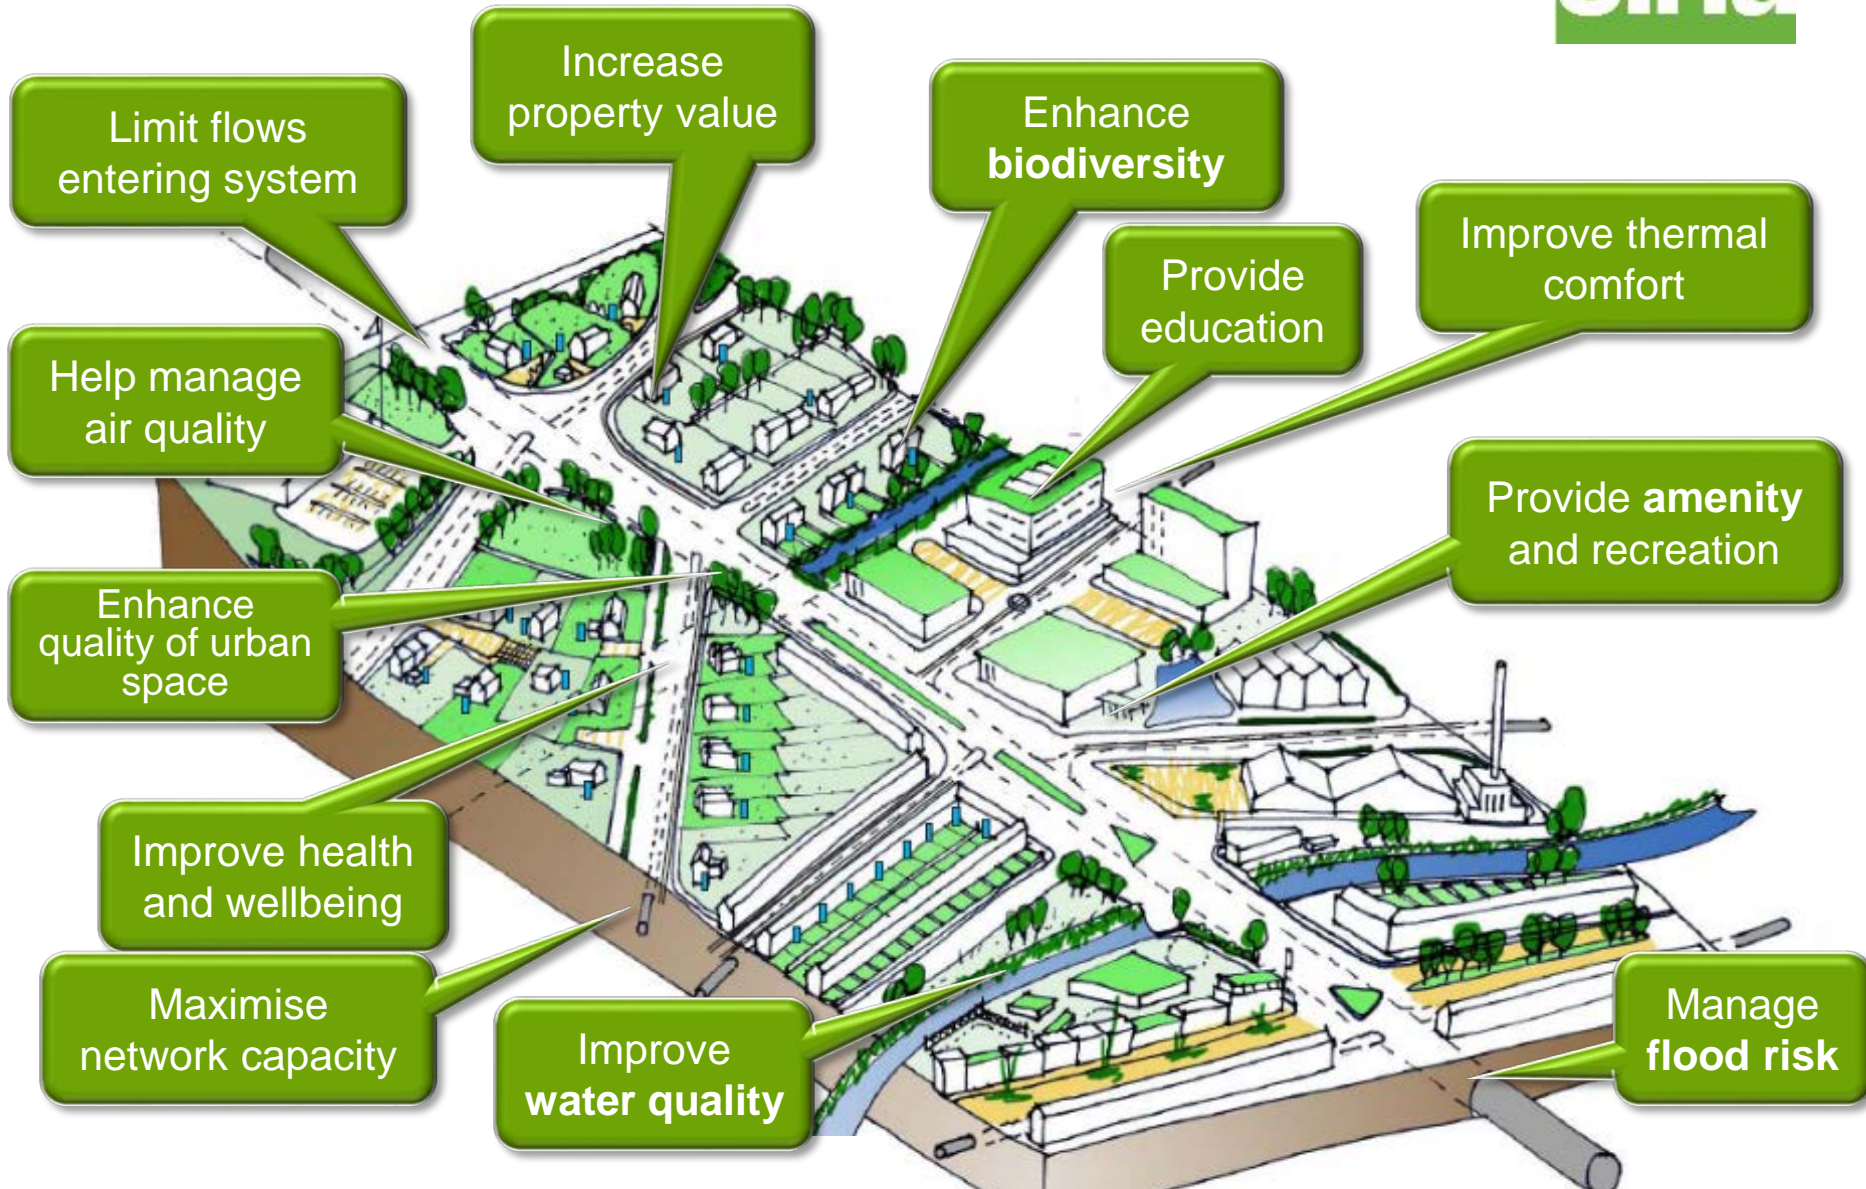 Increase
property value
Limit flows
entering system
Enhance
biodiversity
Improve thermal
comfort
Provide
education
Help manage
air quality
Provide amenity
and recreation
Enhance
quality of urban
space
Improve health
and wellbeing
Maximise
network capacity
Improve
water quality
Manage
flood risk